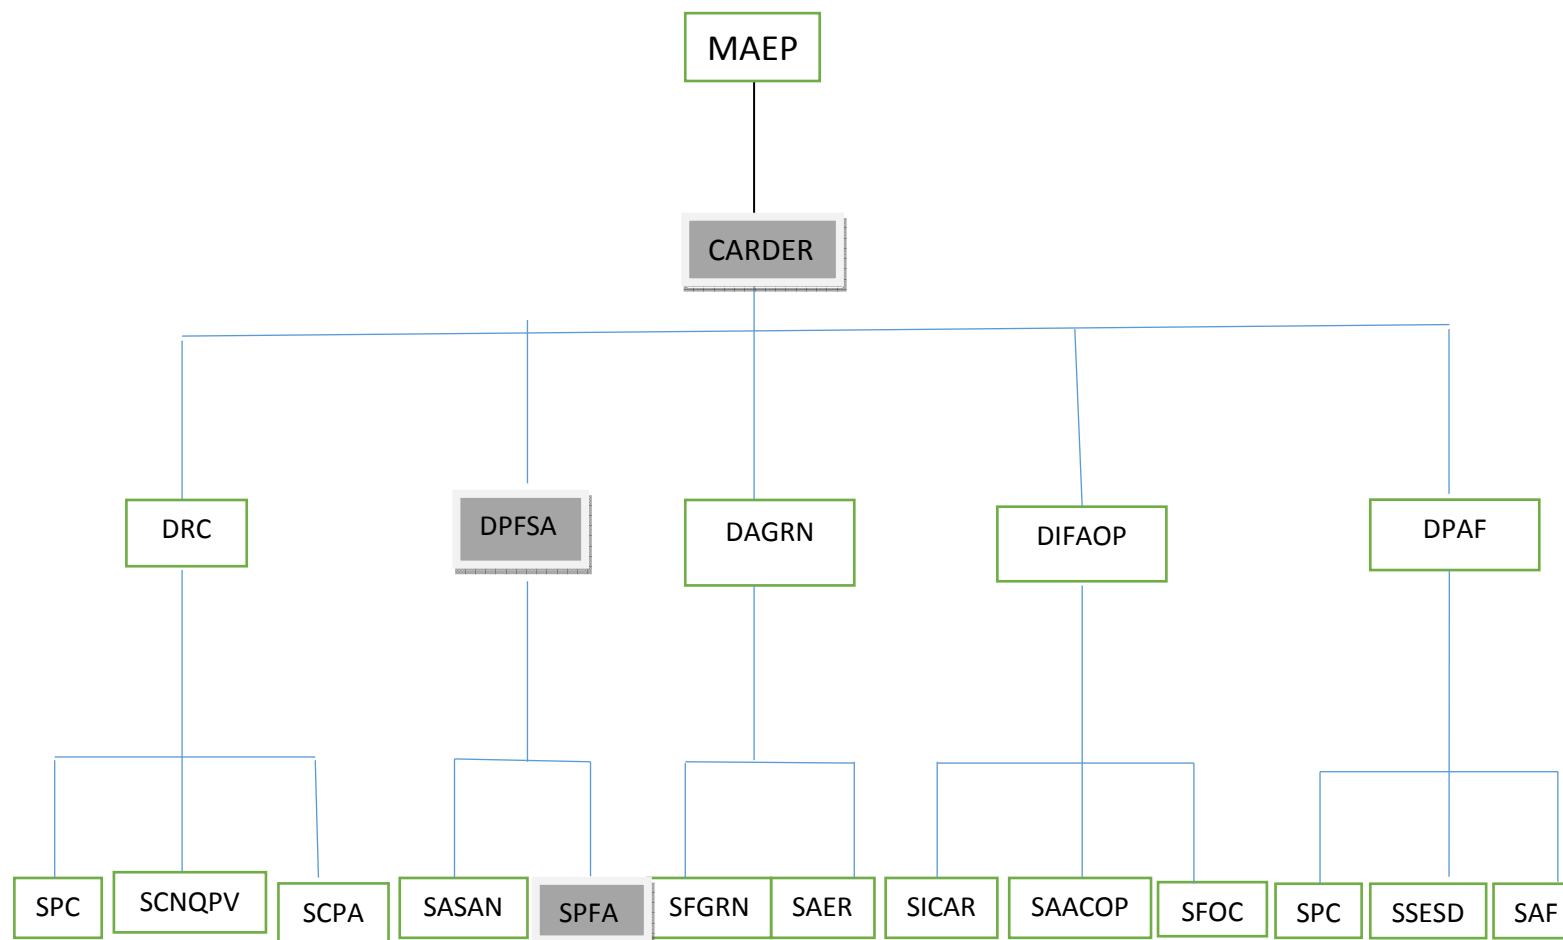 MAEP
CARDER
DRC
DPFSA
DAGRN
DIFAOP
DPAF
SPC
SCNQPV
SCPA
SASAN
SPFA
SFGRN
SAER
SICAR
SAACOP
SFOC
SPC
SSESD
SAF